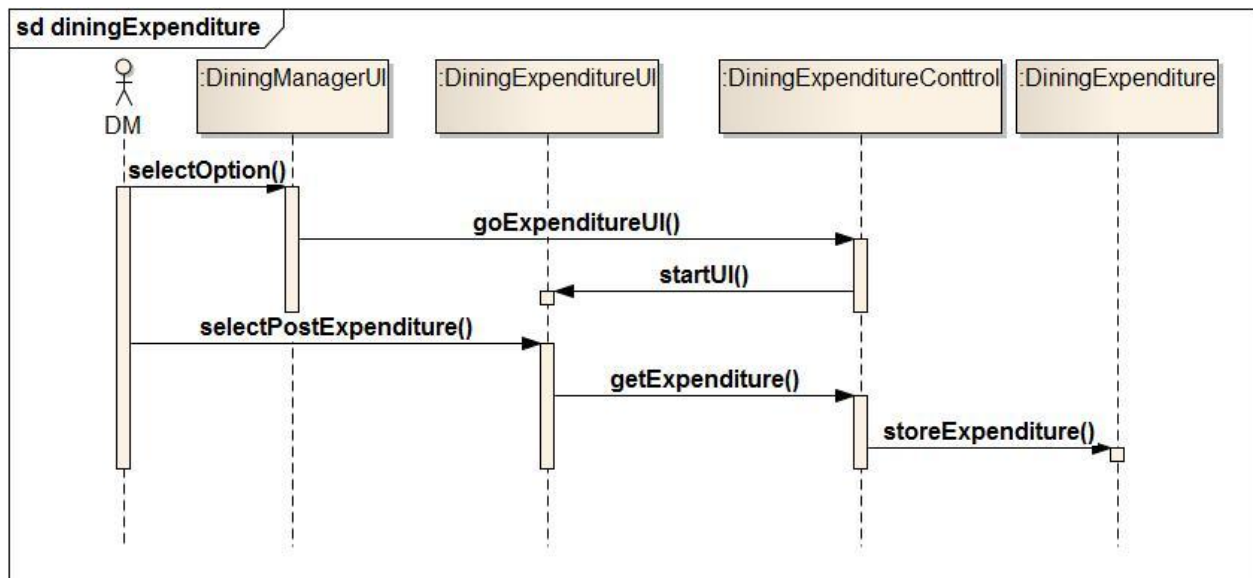 sd diningExpenditure
:DiningManagerUI
:DiningExpenditureUI
:DiningExpenditureConttrol
:DiningExpenditure
DM
selectOption()
goExpenditureUI()
startUI()
selectPostExpenditure()
getExpenditure()
storeExpenditure()